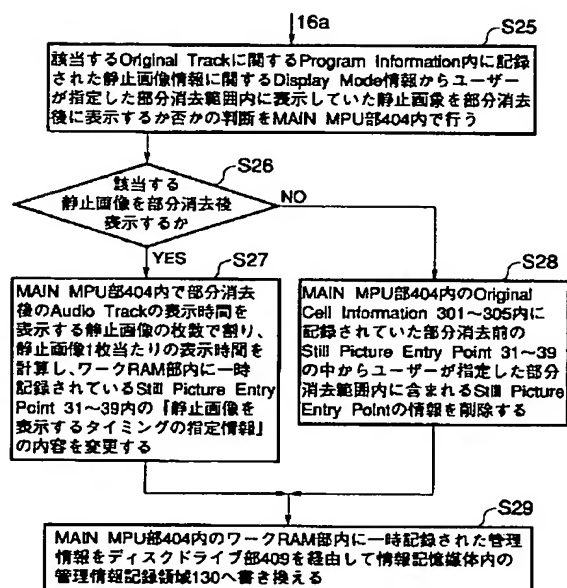 16a
S25
該当するOriginal Trackに関するProgram Information内に記録
された静止画像情報に関するDisplay Mode情報からユーザー
が指定した部分消去範囲内に表示していた静止画象を部分消去
後に表示するか否かの判断をMAIN MPU部404内で行う
S26
該当する
静止画像を部分消去後
表示するか
NO
YES
S27
MAIN MPU部404内で部分消去
後のAudio Trackの表示時間を
表示する静止画像の枚数で割り、
静止画像1枚当たりの表示時間を
計算し、ワークRAM部内に一時
記録されているStill Picture Entry
Point 31~39内の「静止画像を
表示するタイミングの指定情報」
の内容を変更する
S28
MAIN MPU部404内のOriginal
Cell Information 301~305内に
記録されていた部分消去前の
Still Picture Entry Point 31~39
の中からユーザーが指定した部分
消去範囲内に含まれるStill Picture
Entry Pointの情報を削除する
S29
MAIN MPU部404内のワークRAM部内に一時記録された管理
情報をディスクドライブ部409を経由して情報記憶媒体内の
管理情報記録領域130へ書き換える